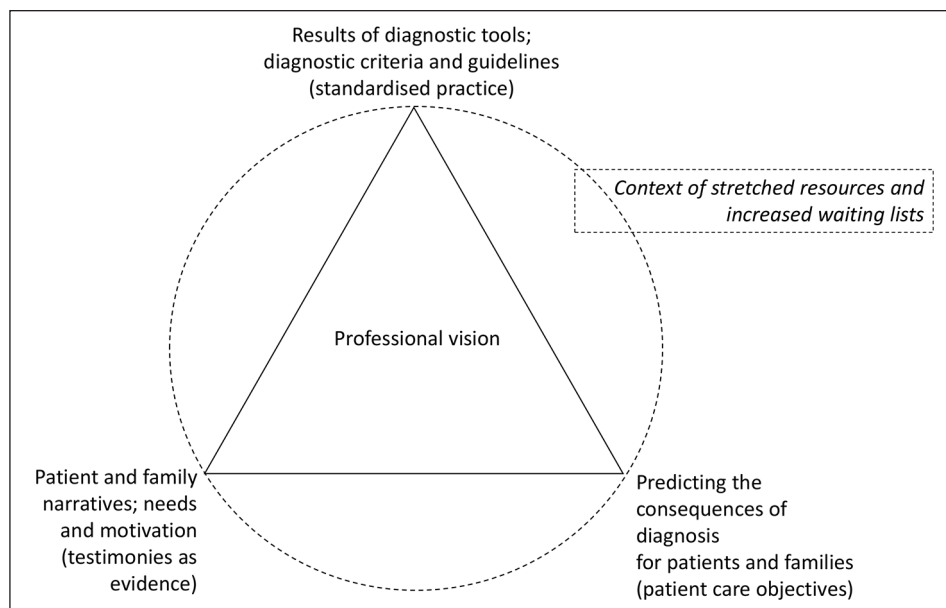 Results of diagnostic tools;
diagnostic criteria and guidelines
(standardised practice)
Context of stretched resources and
increased waiting lists
Professional vision
Patient and family
narratives; needs
and motivation
(testimonies as
evidence)
Predicting the
consequences of
diagnosis
for patients and families
(patient care objectives)